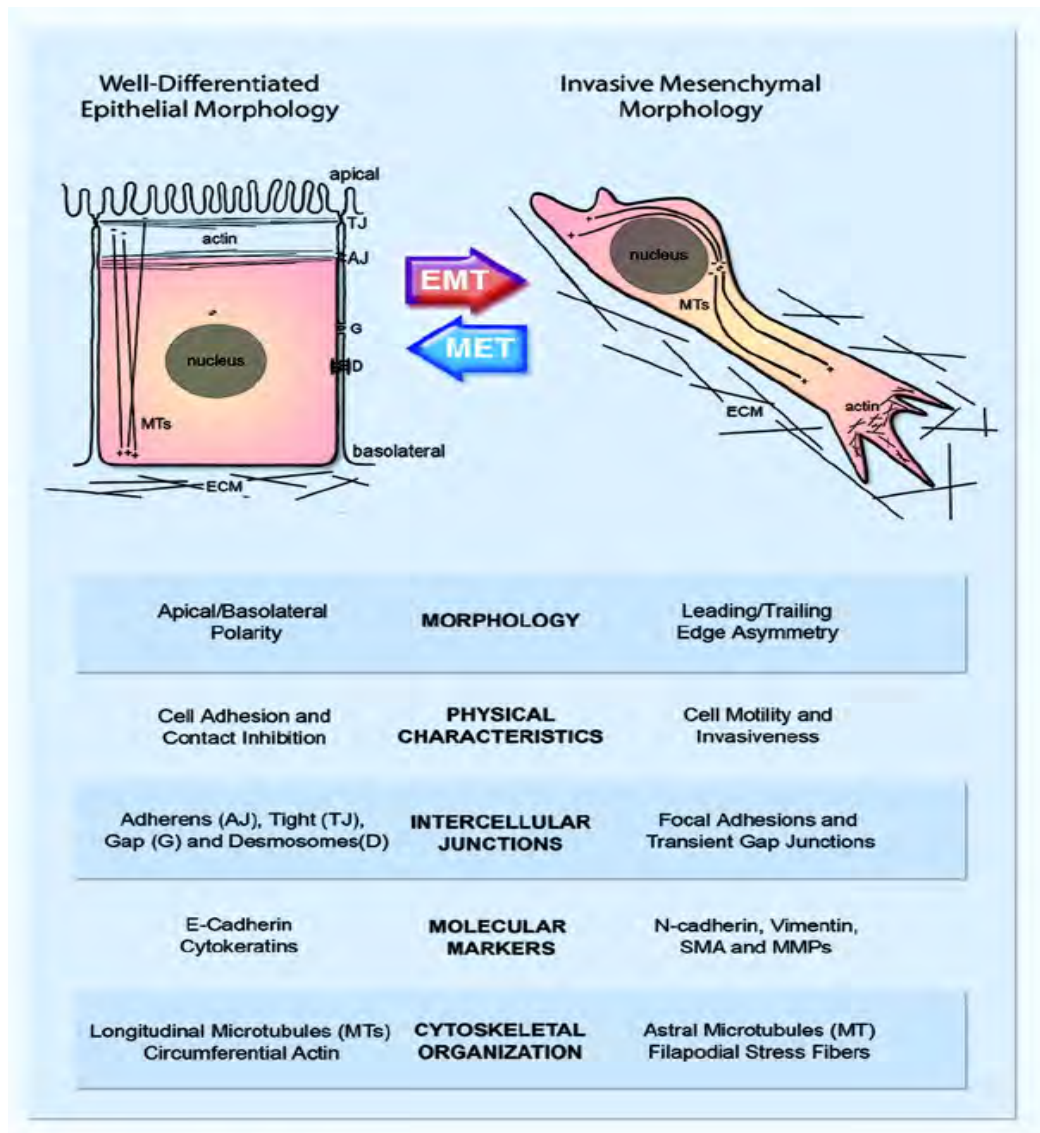 Well-Differentiated
Epithelial Morphology
Invasive Mesenchymal
Morphology
apical
TJ
actin
AJ
G
nucleus
D
MTs
basolateral
ECM
EMT
MET
nucleus
MTs
ECM
actin
Apical/Basolateral
Polarity
MORPHOLOGY
Leading/Trailing
Edge Asymmetry
Cell Adhesion and
Contact Inhibition
PHYSICAL
CHARACTERISTICS
Cell Motility and
Invasiveness
Adherens (AJ), Tight (TJ),
Gap (G) and Desmosomes(D)
INTERCELLULAR
JUNCTIONS
Focal Adhesions and
Transient Gap Junctions
E-Cadherin
Cytokeratins
MOLECULAR
MARKERS
N-cadherin, Vimentin,
SMA and MMPs
Longitudinal Microtubules (MTs)
Circumferential Actin
CYTOSKELETAL
ORGANIZATION
Astral Microtubules (MT)
Filapodial Stress Fibers